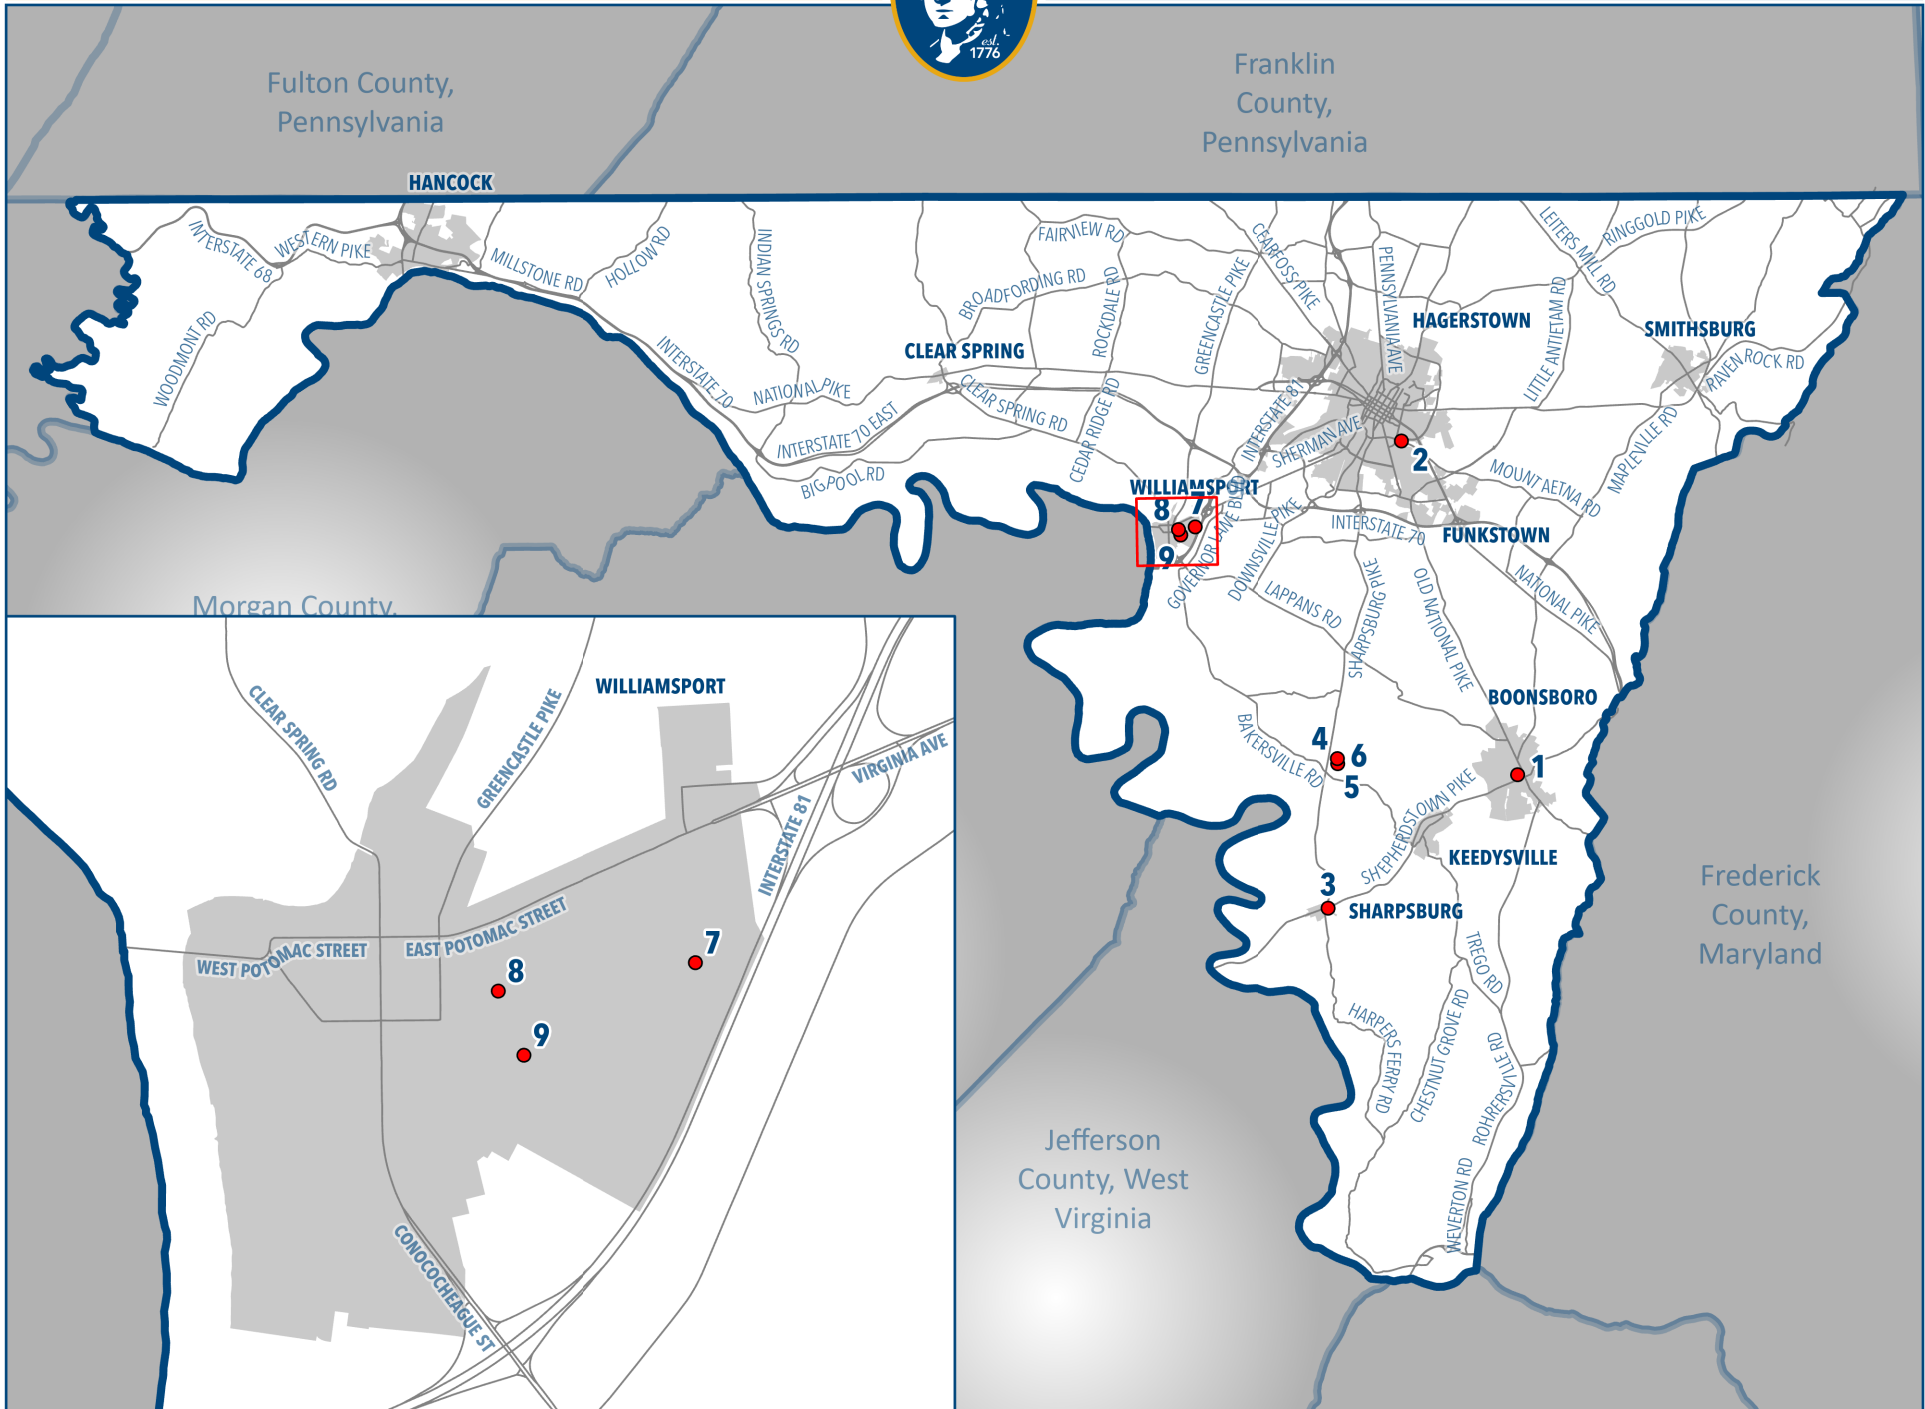 est.
1776
Fulton County,
Pennsylvania
Franklin
County,
Pennsylvania
HANCOCK
INTERSTATE 68
WESTERN PIKE
MILLSTONE RD
HOLLOW RD
WOODMONT RD
INDIAN SPRINGS RD
INTERSTATE 70
NATIONAL PIKE
INTERSTATE 70 EAST
BIG POOL RD
CLEAR SPRING
CLEAR SPRING RD
BROADFORDING RD
FAIRVIEW RD
ROCKDALE RD
CEDAR RIDGE RD
GREENCASTLE PIKE
CEARFOSS PIKE
PENNSYLVANIA AVE
HAGERSTOWN
LEITERS MILL RD
RINGGOLD PIKE
LITTLE ANTIETAM RD
SMITHSBURG
RAVEN ROCK RD
MAPLEVILLE RD
INTERSTATE 81
SHERMAN AVE
2
MOUNT AETNA RD
WILLIAMSPORT
8
7
9
GOVERNOR LANE BLVD
DOWNSVILLE PIKE
INTERSTATE 70
FUNKSTOWN
NATIONAL PIKE
LAPPANS RD
SHARPSBURG PIKE
OLD NATIONAL PIKE
BOONSBORO
BAKERSVILLE RD
4
6
5
1
SHEPHERDSTOWN PIKE
KEEDYSVILLE
3
SHARPSBURG
TREGO RD
HARPERS FERRY RD
CHESTNUT GROVE RD
ROHRERSVILLE RD
WEVERTON RD
Frederick
County,
Maryland
Jefferson
County, West
Virginia
Morgan County,
WILLIAMSPORT
CLEAR SPRING RD
GREENCASTLE PIKE
VIRGINIA AVE
INTERSTATE 81
WEST POTOMAC STREET
EAST POTOMAC STREET
7
8
9
CONOCOCHEAGUE ST